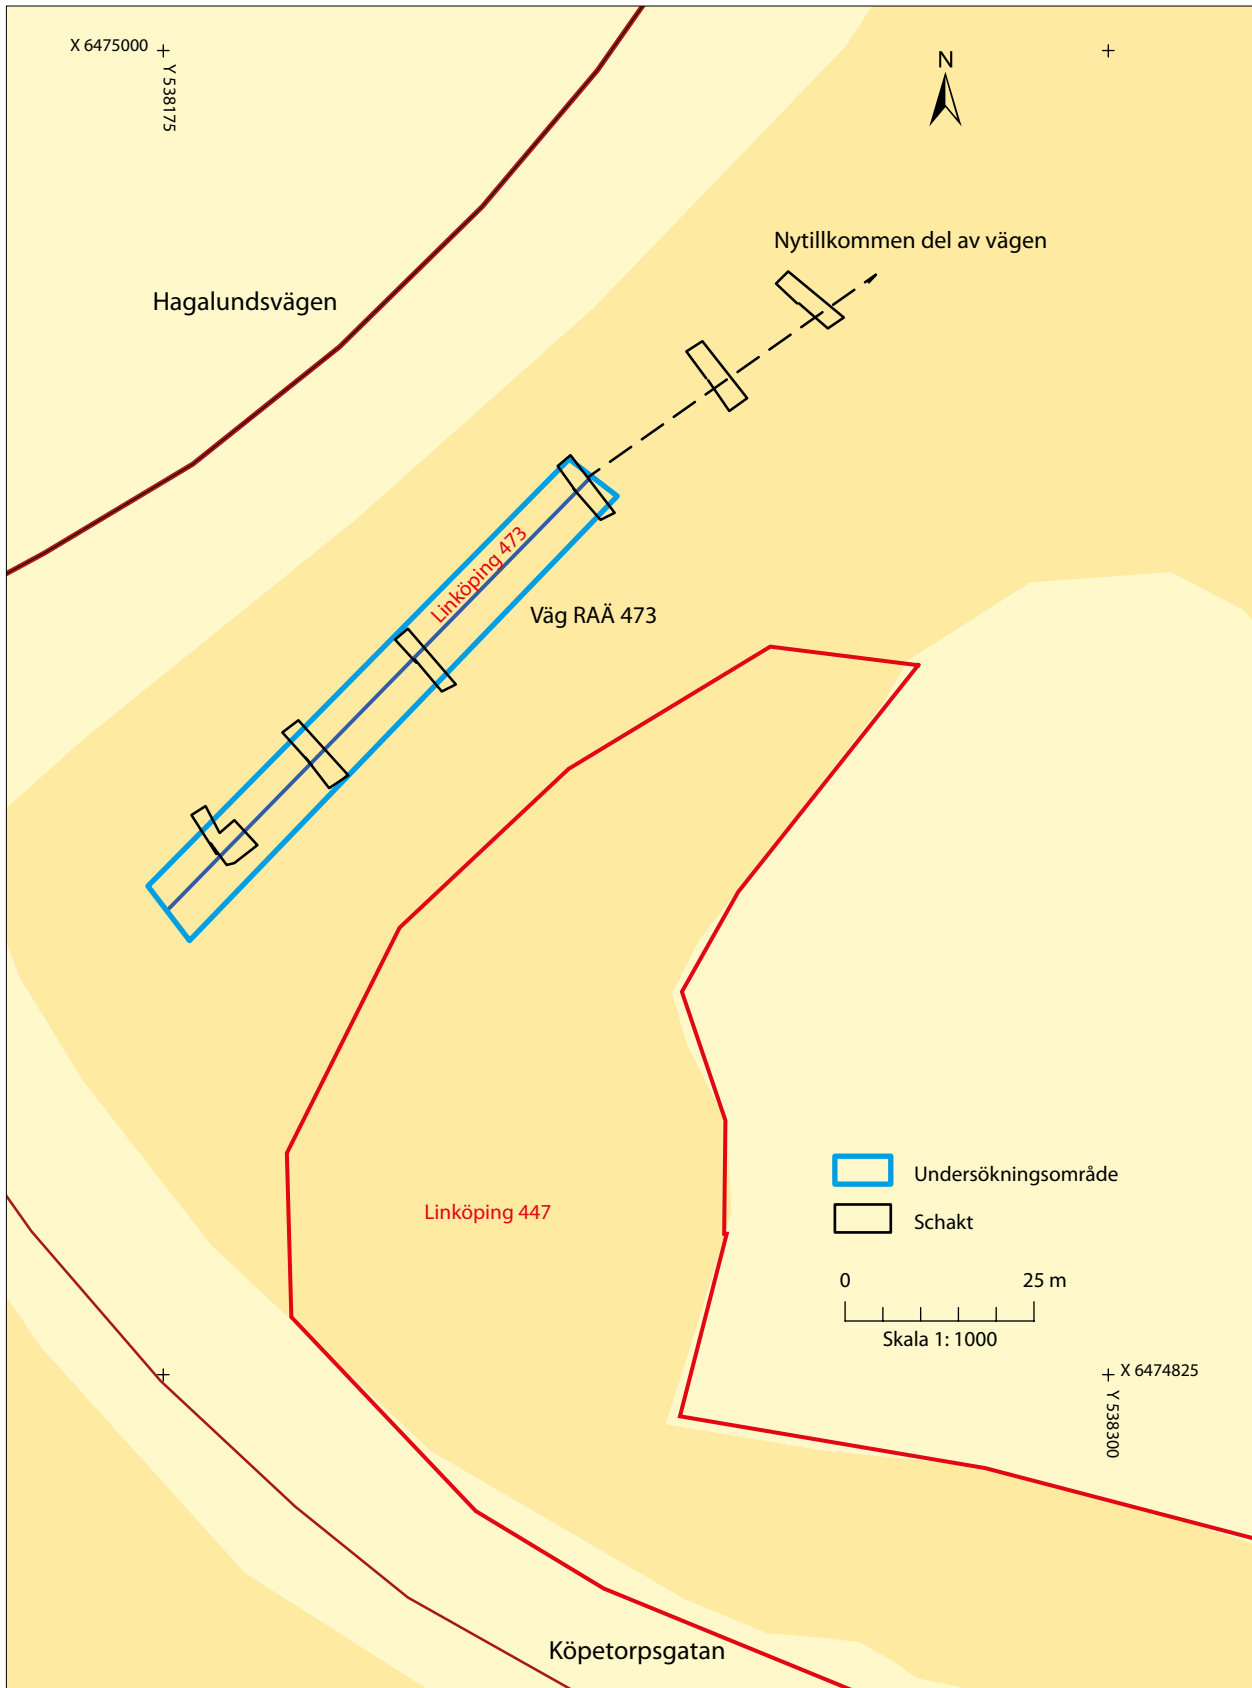 X 6475000
Y 538175
N
Nytillkommen del av vägen
Hagalundsvägen
Linköping 473
Väg RAÄ 473
Undersökningsområde
Linköping 447
Schakt
0 25 m
Skala 1: 1000
X 6474825
Y 538300
Köpetorpsgatan